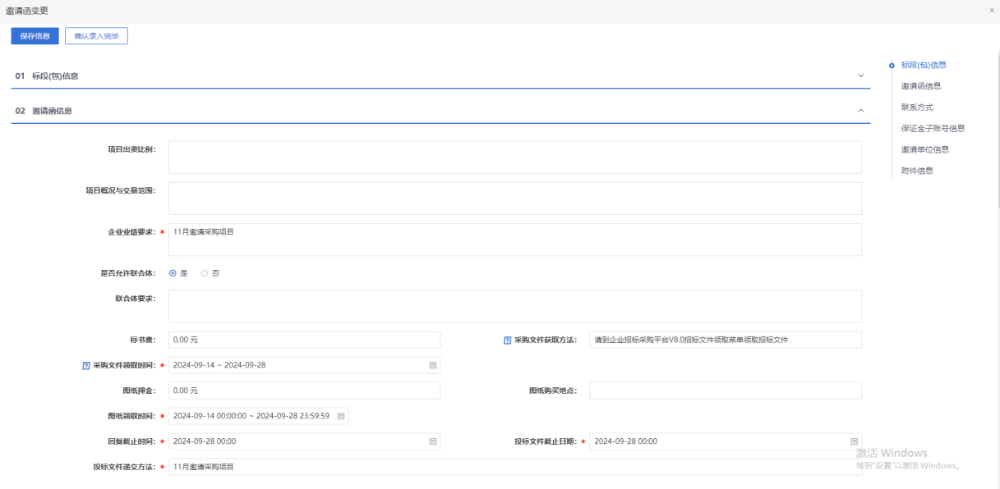 邀请函变更
×
保存信息 确认录入完毕
01 标段(包)信息
02 邀请函信息
项目出资比例：
项目概况与交易范围：
企业业绩要求：* 11月邀请采购项目
是否允许联合体： 是 否
联合体要求：
标书费： 0.00 元 采购文件获取方法： 请到企业招标采购平台V8.0招标文件领取菜单领取招标文件
采购文件领取时间：* 2024-09-14 ~ 2024-09-28
图纸押金： 0.00 元 图纸购买地点：
图纸领取时间：* 2024-09-14 00:00:00 ~ 2024-09-28 23:59:59
回复截止时间：* 2024-09-28 00:00 投标文件截止日期：* 2024-09-28 00:00
投标文件递交方法：* 11月邀请采购项目
标段(包)信息
邀请函信息
联系方式
保证金子账号信息
邀请单位信息
附件信息
激活 Windows
转到"设置"以激活 Windows。